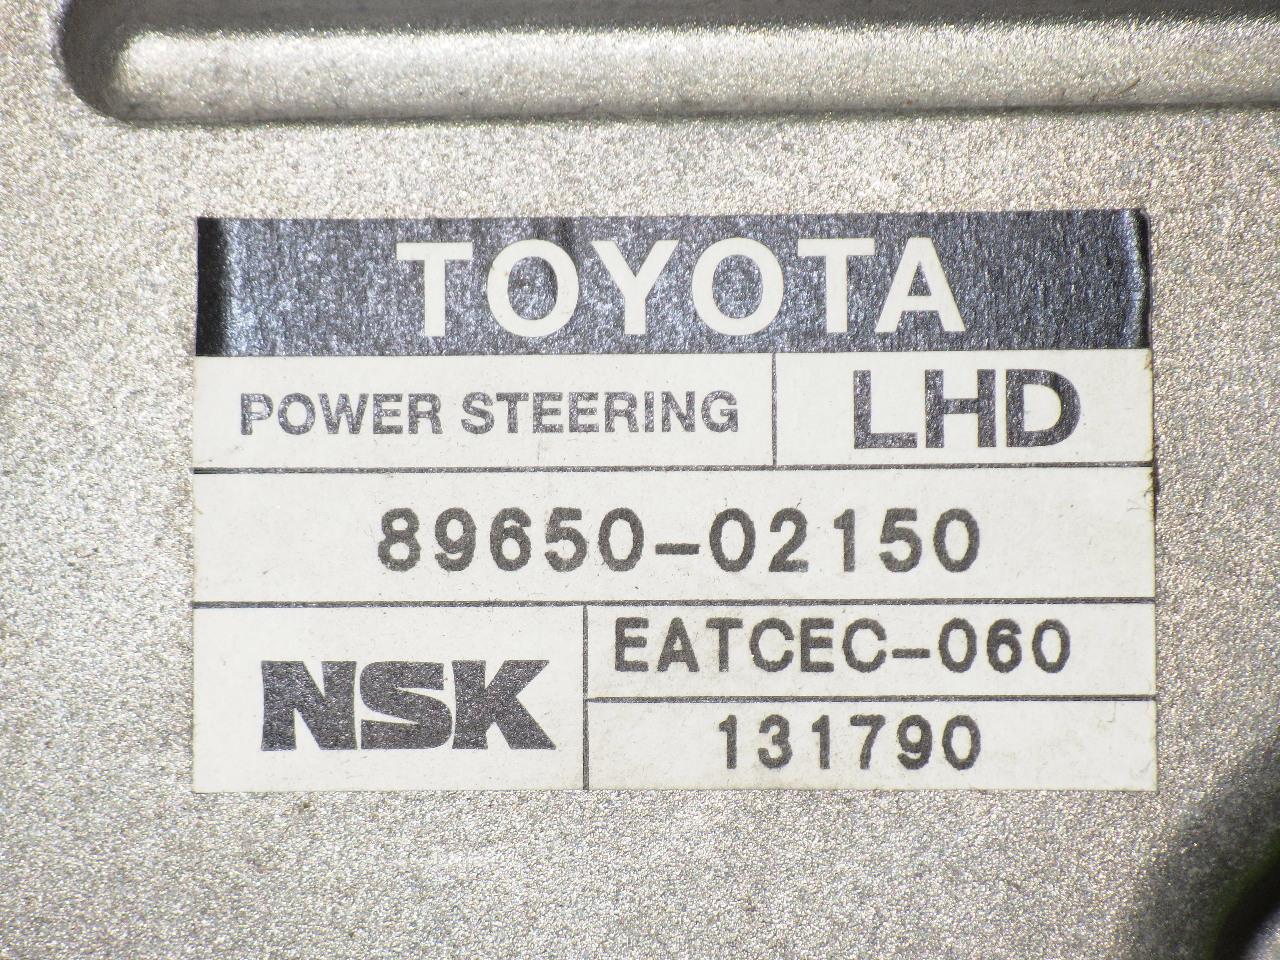 TOYOTA
POWER STEERING LHD
89650-02150
NSK
EATCEC-060
131790